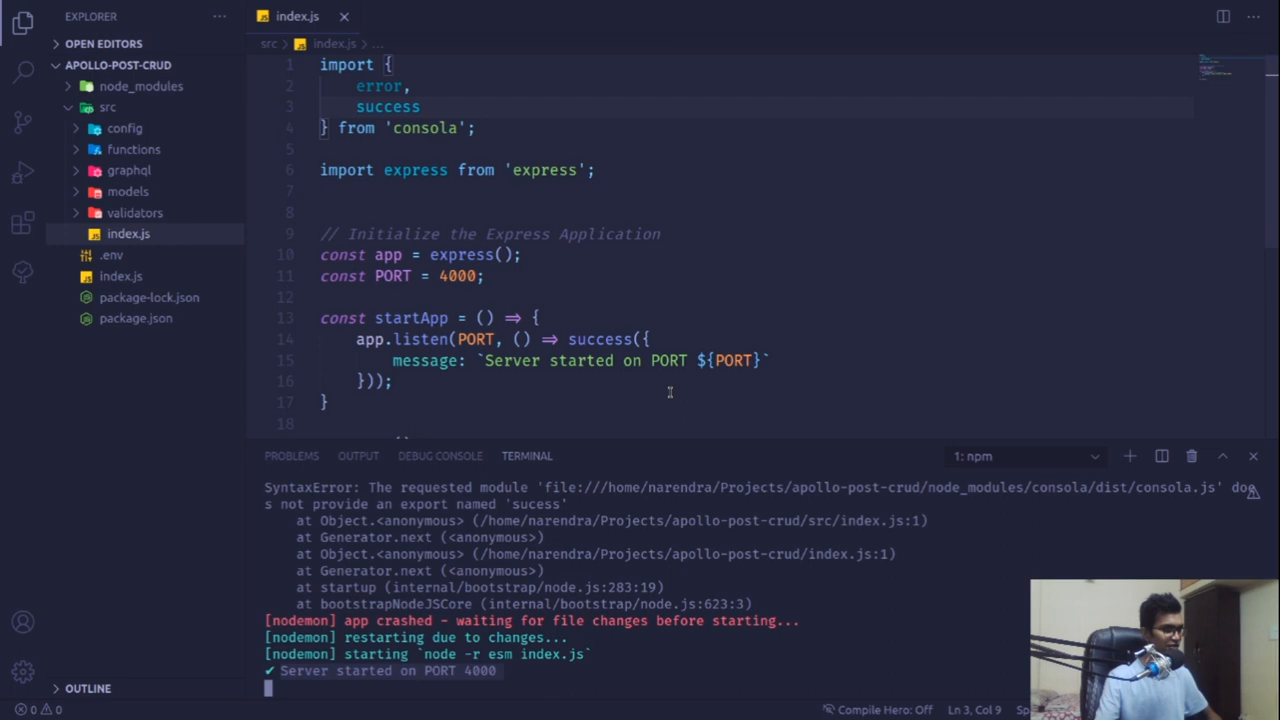 EXPLORER
OPEN EDITORS
APOLLO-POST-CRUD
node_modules
src
config
functions
graphql
models
validators
index.js
.env
index.js
package-lock.json
package.json
OUTLINE
index.js
src > index.js > ...
1 import {
2 error,
3 success
4 } from 'consola';
5
6 import express from 'express';
7
8
9 // Initialize the Express Application
10 const app = express();
11 const PORT = 4000;
12
13 const startApp = () => {
14 app.listen(PORT, () => success({
15 message: `Server started on PORT ${PORT}`
16 }));
17 }
18
PROBLEMS OUTPUT DEBUG CONSOLE TERMINAL 1: npm
SyntaxError: The requested module 'file:///home/narendra/Projects/apollo-post-crud/node_modules/consola/dist/consola.js' doe
s not provide an export named 'sucess'
at Object.<anonymous> (/home/narendra/Projects/apollo-post-crud/src/index.js:1)
at Generator.next (<anonymous>)
at Object.<anonymous> (/home/narendra/Projects/apollo-post-crud/index.js:1)
at Generator.next (<anonymous>)
at startup (internal/bootstrap/node.js:283:19)
at bootstrapNodeJSCore (internal/bootstrap/node.js:623:3)
[nodemon] app crashed - waiting for file changes before starting...
[nodemon] restarting due to changes...
[nodemon] starting `node -r esm index.js`
✔ Server started on PORT 4000
0 0 Compile Hero: Off Ln 3, Col 9